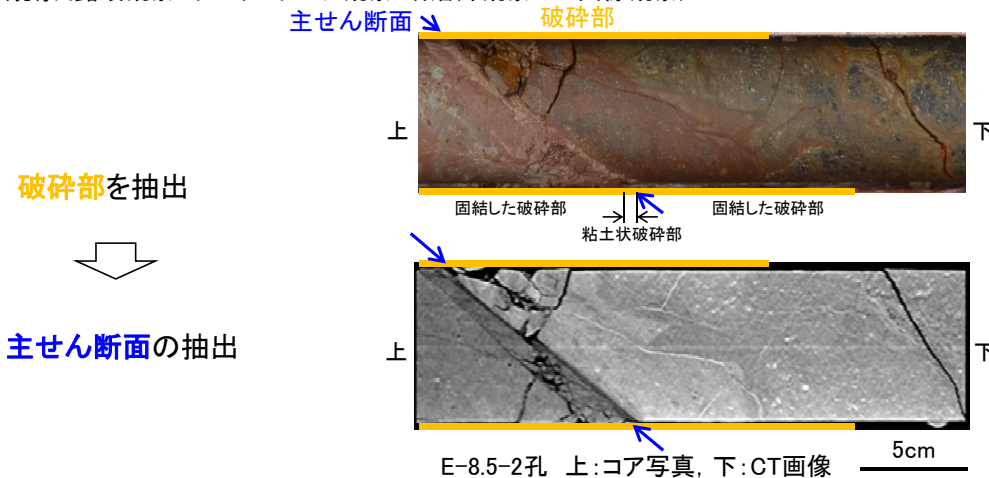 主せん断面
破砕部
上
下
破砕部を抽出
固結した破砕部
固結した破砕部
粘土状破砕部
主せん断面の抽出
上
下
5cm
E-8.5-2孔 上:コア写真, 下:CT画像